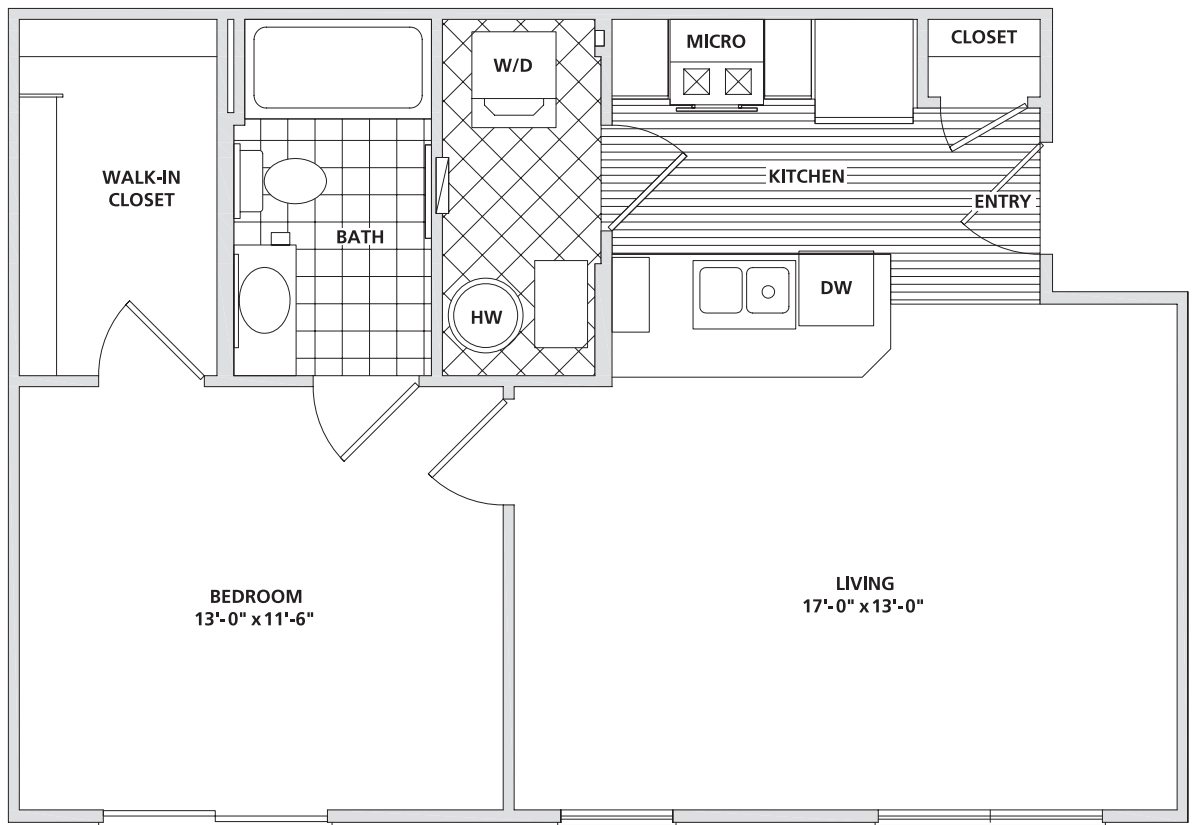 MICRO
CLOSET
W/D
WALK-IN
CLOSET
KITCHEN
ENTRY
BATH
HW
DW
BEDROOM
13'-0" x 11'-6"
LIVING
17'-0" x 13'-0"